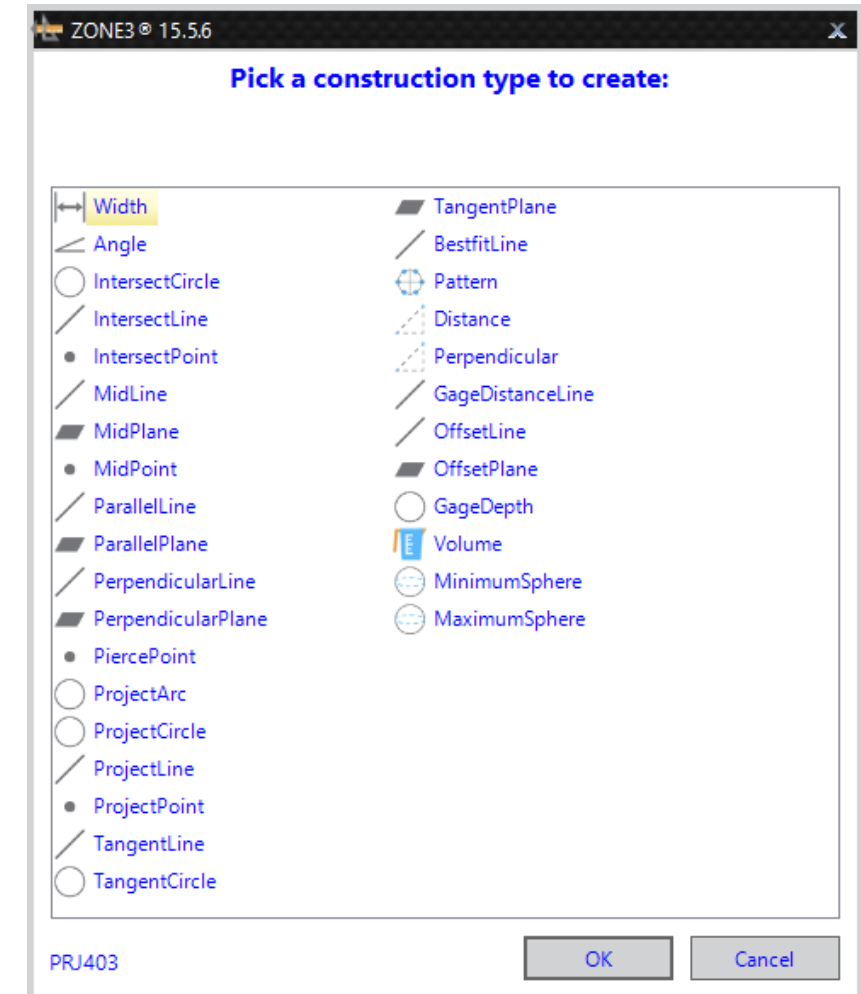 ZONE3® 15.5.6
X
Pick a construction type to create:
Width
Angle
IntersectCircle
IntersectLine
IntersectPoint
MidLine
MidPlane
MidPoint
ParallelLine
ParallelPlane
PerpendicularLine
PerpendicularPlane
PiercePoint
ProjectArc
ProjectCircle
ProjectLine
ProjectPoint
TangentLine
TangentCircle
TangentPlane
BestfitLine
Pattern
Distance
Perpendicular
GageDistanceLine
OffsetLine
OffsetPlane
GageDepth
Volume
MinimumSphere
MaximumSphere
PRJ403
OK
Cancel